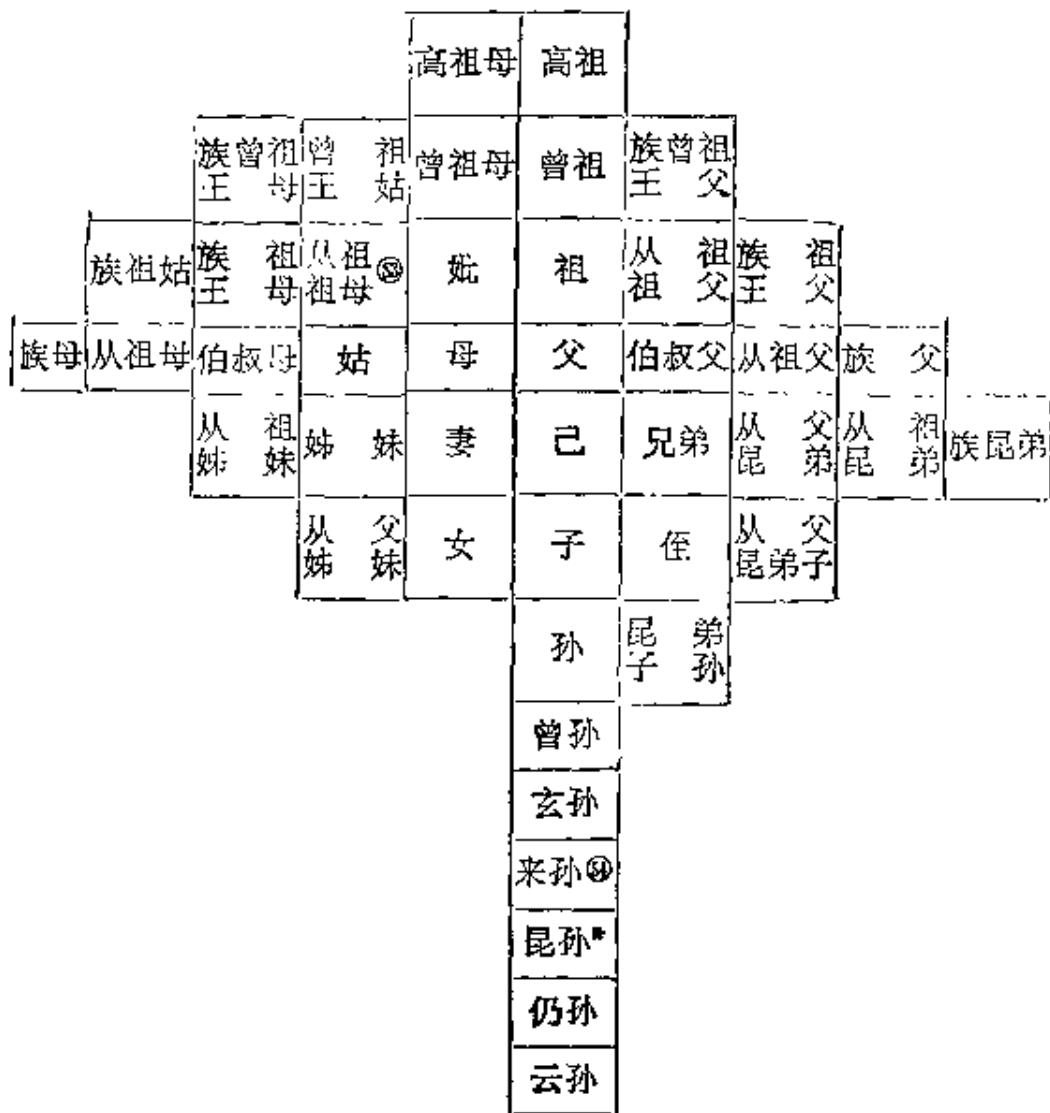 高祖母 高祖
族曾祖王母 曾祖王姑 曾祖母 曾祖 族曾祖王父
族祖姑 族祖王母 从祖祖母㊼ 妣 祖 从祖祖父 族祖王父
族母 从祖母 伯叔母 姑 母 父 伯叔父 从祖父 族父
从祖姊妹 姊妹 妻 己 兄弟 从父昆弟 从祖昆弟 族昆弟
从父姊妹 女 子 侄 从父昆弟子
孙 昆弟子孙
曾孙
玄孙
来孙
昆孙
仍孙
云孙